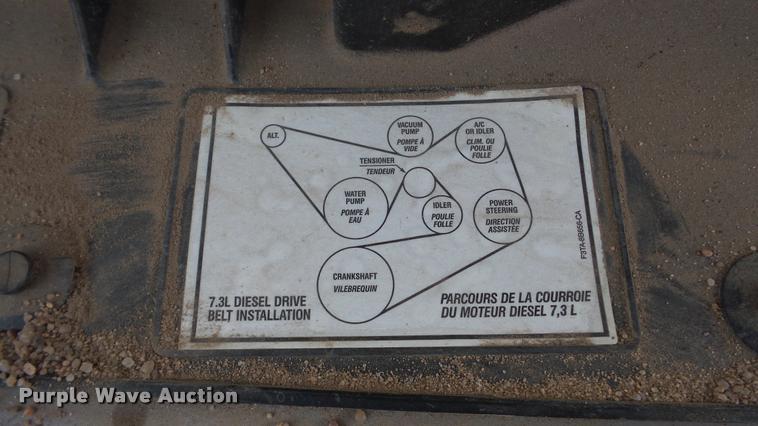 ALT.
VACUUM
PUMP
POMPE À
VIDE
A/C
OR IDLER
CLIM. OU
POULIE
FOLLE
TENSIONER
TENDEUR
WATER
PUMP
POMPE À
EAU
IDLER
POULIE
FOLLE
POWER
STEERING
DIRECTION
ASSISTÉE
F3TA-8B656-CA
CRANKSHAFT
VILEBREQUIN
7.3L DIESEL DRIVE
BELT INSTALLATION
PARCOURS DE LA COURROIE
DU MOTEUR DIESEL 7,3 L
Purple Wave Auction